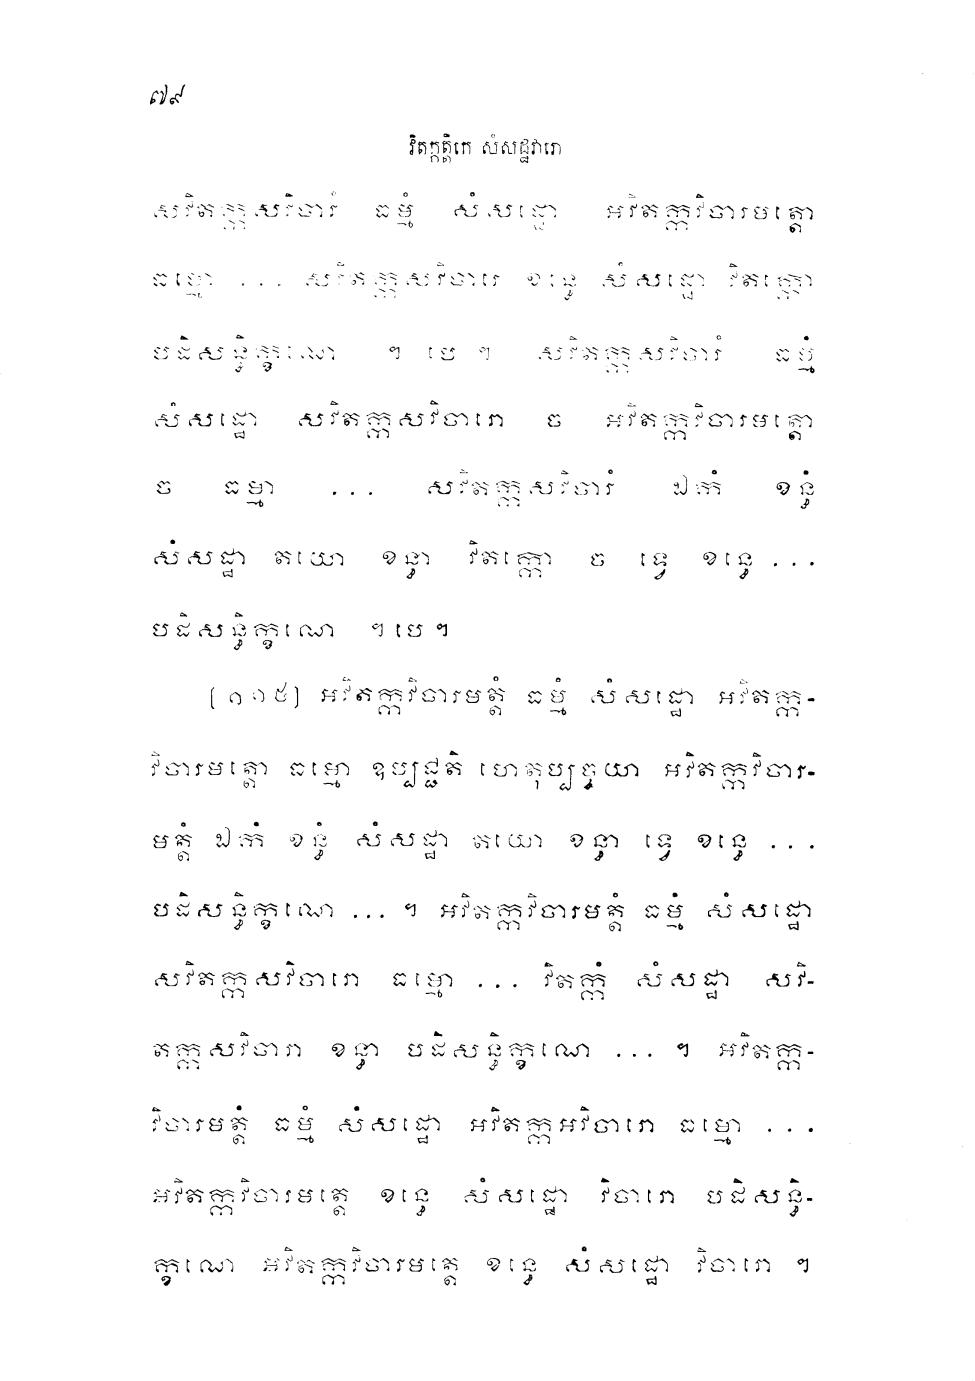 ៧៩
វិតក្កត្តិកេ សំសដ្ឋវារោ
សវិតក្កសវិចារំ ធម្មំ សំសដ្ឋោ អវិតក្កវិចារមត្តោ
ធម្មោ ... សវិតក្កសវិចារេ ខន្ធេ សំសដ្ឋោ វិតក្កោ
បដិសន្ធិក្ខណេ ។ បេ ។ សវិតក្កសវិចារំ ធម្មំ
សំសដ្ឋោ សវិតក្កសវិចារោ ច អវិតក្កវិចារមត្តោ
ច ធម្មា ... សវិតក្កសវិចារំ ឯកំ ខន្ធំ
សំសដ្ឋា តយោ ខន្ធា វិតក្កោ ច ទ្វេ ខន្ធេ ...
បដិសន្ធិក្ខណេ ។ បេ ។
[១១៥] អវិតក្កវិចារមត្តំ ធម្មំ សំសដ្ឋោ អវិតក្ក-
វិចារមត្តោ ធម្មោ ឧប្បជ្ជតិ ហេតុប្បច្ចយា អវិតក្កវិចារ-
មត្តំ ឯកំ ខន្ធំ សំសដ្ឋា តយោ ខន្ធា ទ្វេ ខន្ធេ ...
បដិសន្ធិក្ខណេ ... ។ អវិតក្កវិចារមត្តំ ធម្មំ សំសដ្ឋោ
សវិតក្កសវិចារោ ធម្មោ ... វិតក្កំ សំសដ្ឋា សវិ-
តក្កសវិចារា ខន្ធា បដិសន្ធិក្ខណេ ... ។ អវិតក្ក-
វិចារមត្តំ ធម្មំ សំសដ្ឋោ អវិតក្កអវិចារោ ធម្មោ ...
អវិតក្កវិចារមត្តេ ខន្ធេ សំសដ្ឋោ វិចារោ បដិសន្ធិ-
ក្ខណេ អវិតក្កវិចារមត្តេ ខន្ធេ សំសដ្ឋោ វិចារោ ។